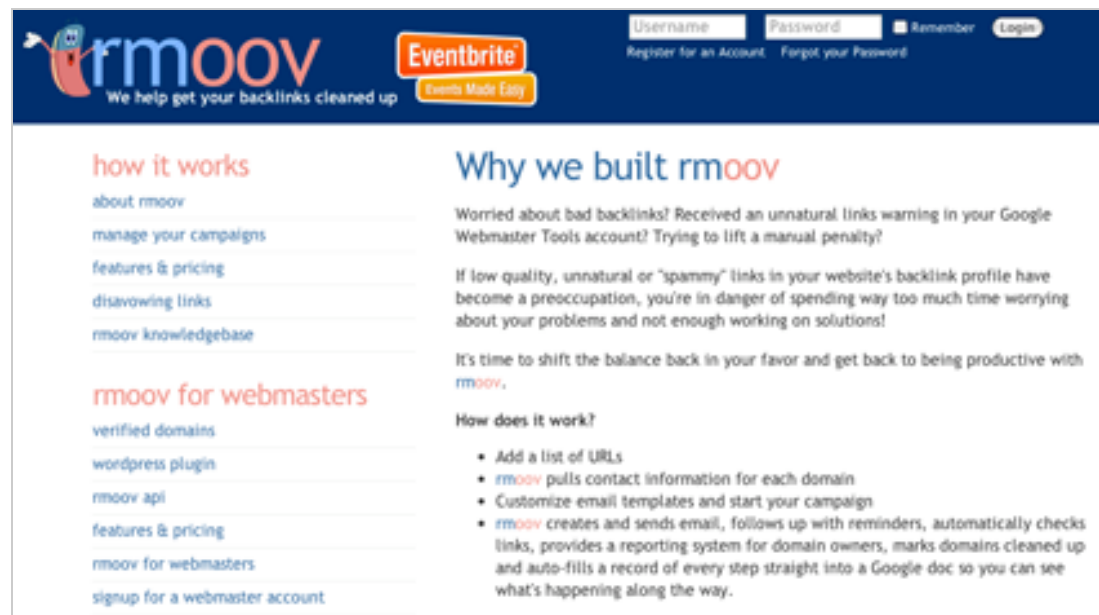 rmoov
We help get your backlinks cleaned up
Eventbrite
Events Made Easy
Username Password Remember Login
Register for an Account Forgot your Password
how it works
about rmoov
manage your campaigns
features & pricing
disavowing links
rmoov knowledgebase
rmoov for webmasters
verified domains
wordpress plugin
rmoov api
features & pricing
rmoov for webmasters
signup for a webmaster account
Why we built rmoov
Worried about bad backlinks? Received an unnatural links warning in your Google
Webmaster Tools account? Trying to lift a manual penalty?
If low quality, unnatural or "spammy" links in your website's backlink profile have
become a preoccupation, you're in danger of spending way too much time worrying
about your problems and not enough working on solutions!
It's time to shift the balance back in your favor and get back to being productive with
rmoov.
How does it work?
• Add a list of URLs
• rmoov pulls contact information for each domain
• Customize email templates and start your campaign
• rmoov creates and sends email, follows up with reminders, automatically checks
links, provides a reporting system for domain owners, marks domains cleaned up
and auto-fills a record of every step straight into a Google doc so you can see
what's happening along the way.